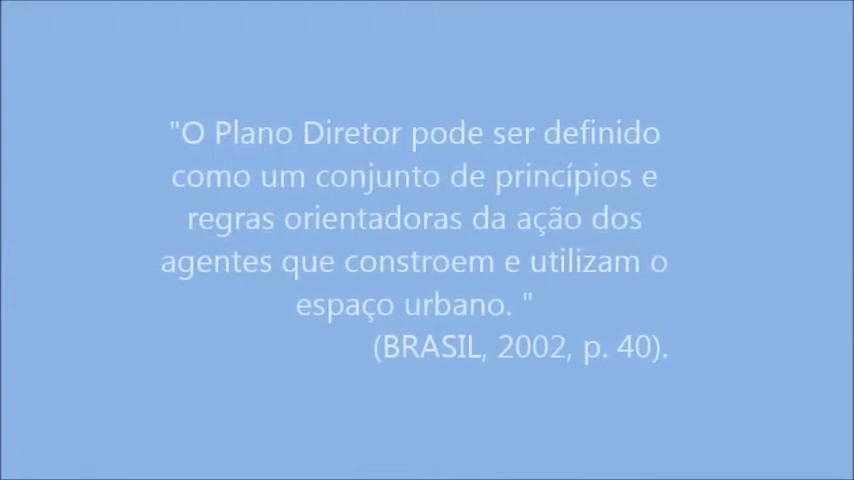 "O Plano Diretor pode ser definido
como um conjunto de princípios e
regras orientadoras da ação dos
agentes que constroem e utilizam o
espaço urbano. "
(BRASIL, 2002, p. 40).